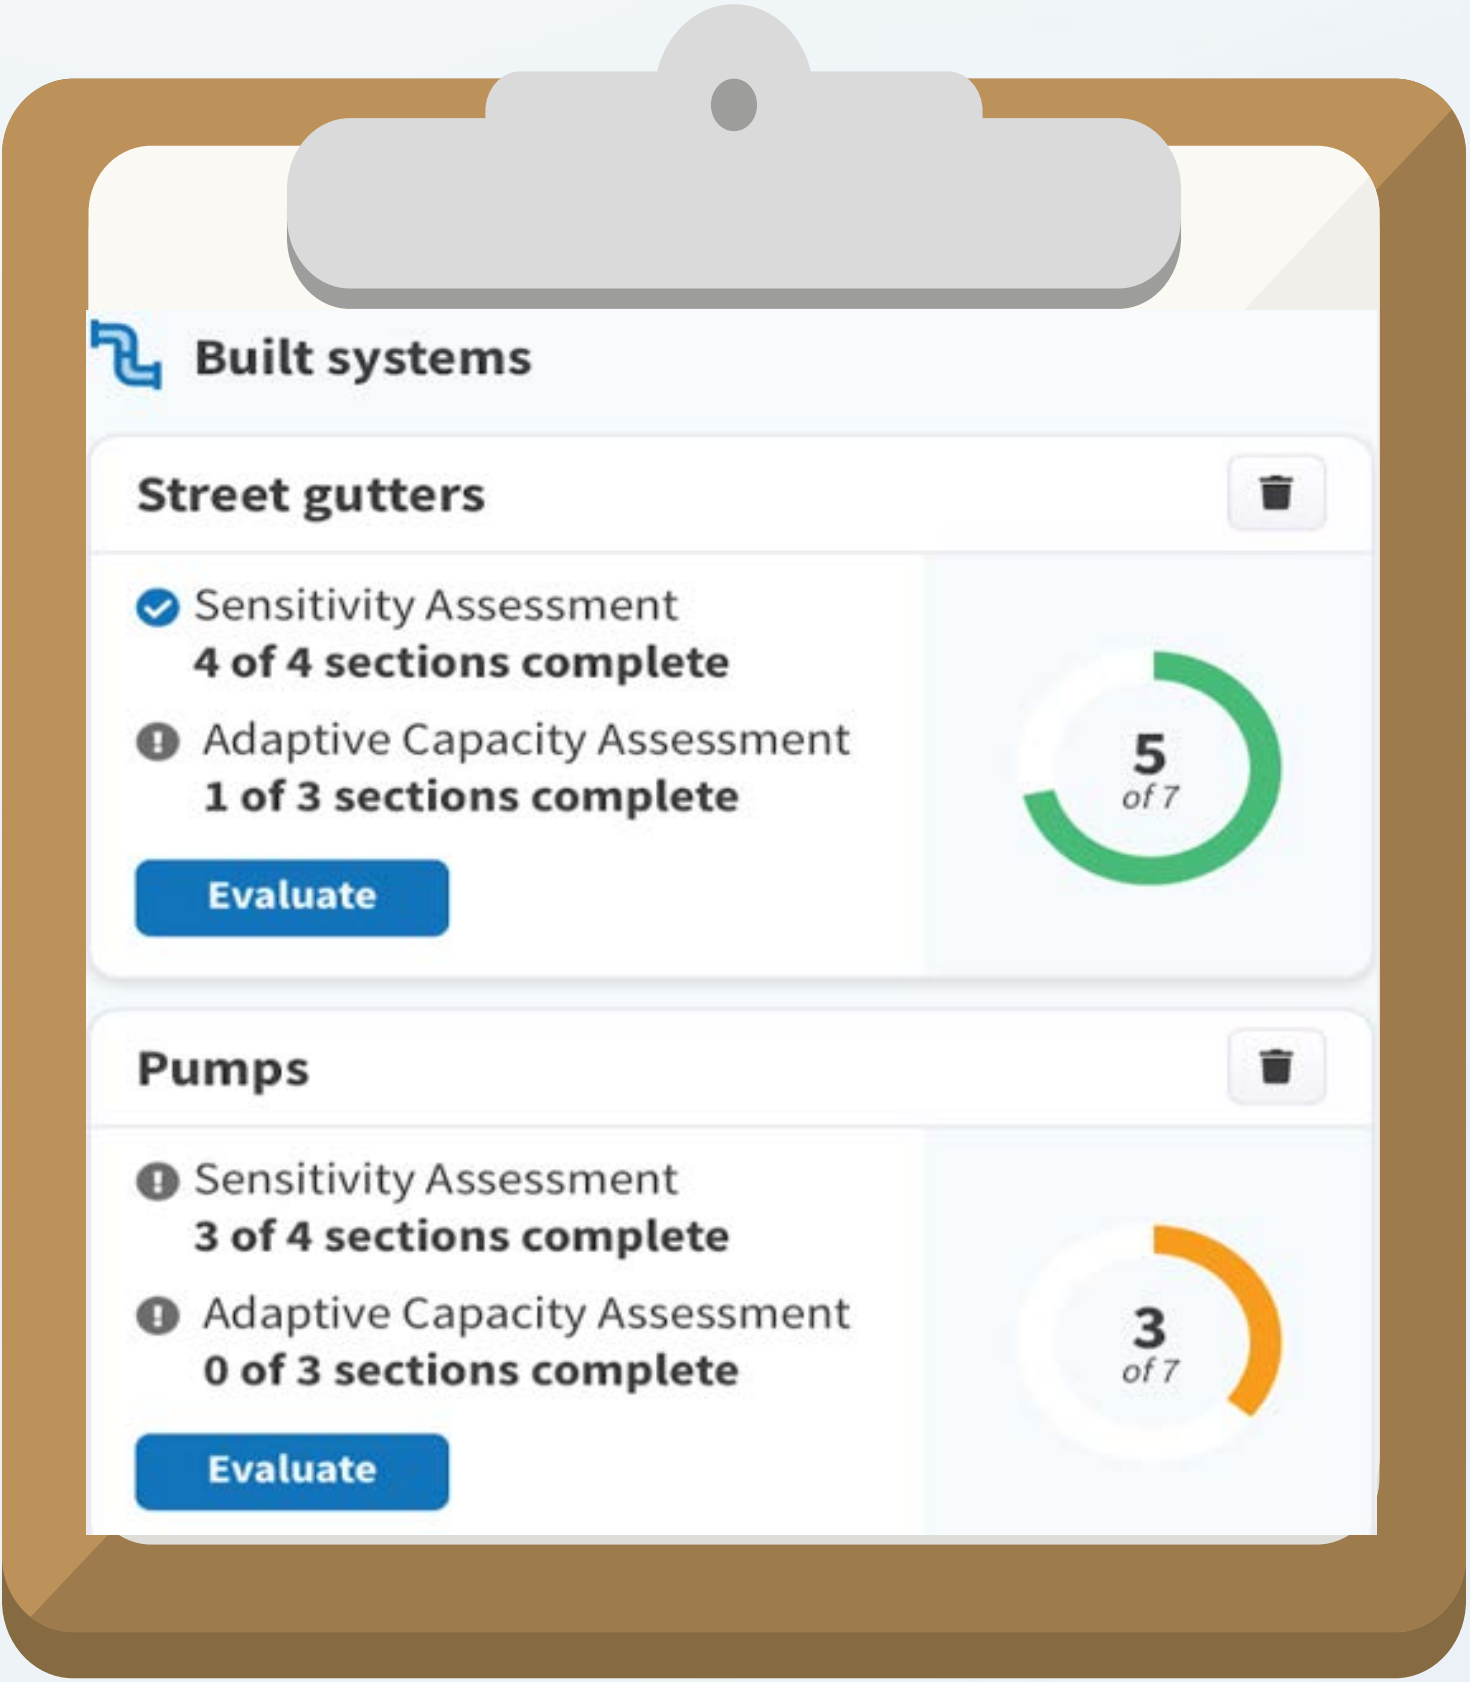 Built systems
Street gutters
Sensitivity Assessment
4 of 4 sections complete
Adaptive Capacity Assessment
1 of 3 sections complete
5
of 7
Evaluate
Pumps
Sensitivity Assessment
3 of 4 sections complete
Adaptive Capacity Assessment
0 of 3 sections complete
3
of 7
Evaluate